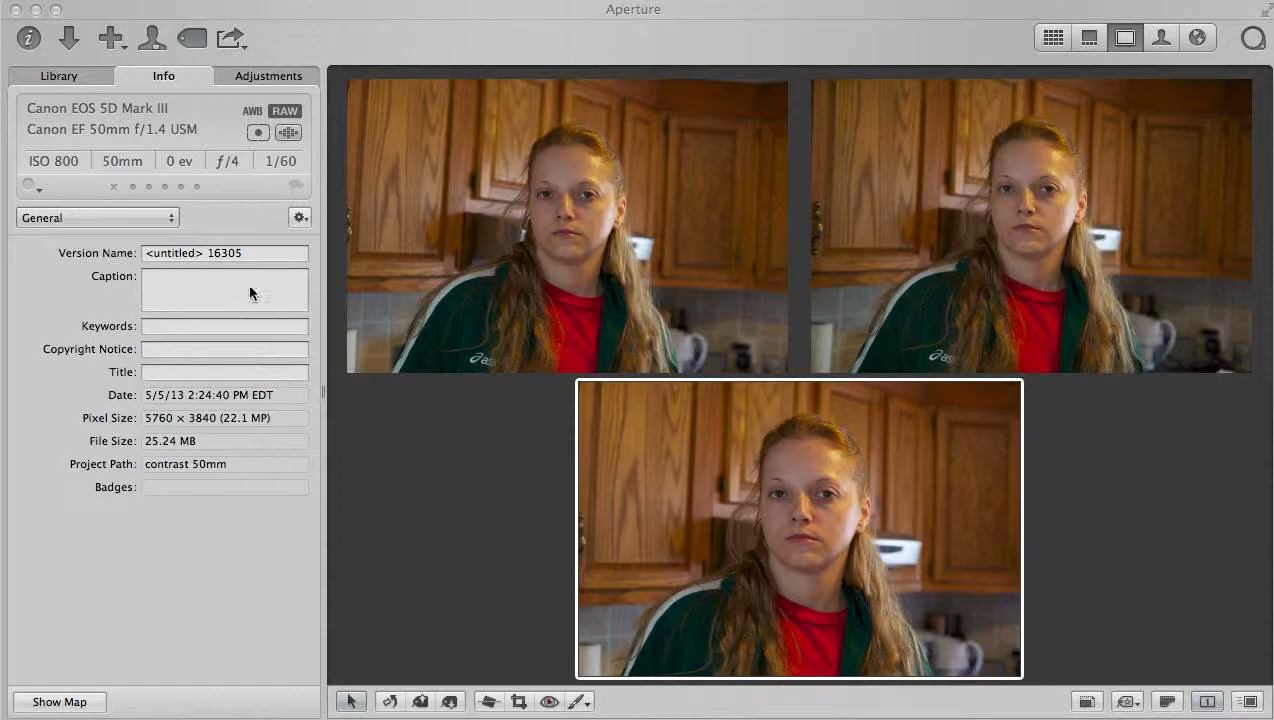 Aperture
Library Info Adjustments
Canon EOS 5D Mark III AWB RAW
Canon EF 50mm f/1.4 USM
ISO 800 50mm 0 ev ƒ/4 1/60
General
Version Name: <untitled> 16305
Caption:
Keywords:
Copyright Notice:
Title:
Date: 5/5/13 2:24:40 PM EDT
Pixel Size: 5760 × 3840 (22.1 MP)
File Size: 25.24 MB
Project Path: contrast 50mm
Badges:
Show Map
asi
as
1